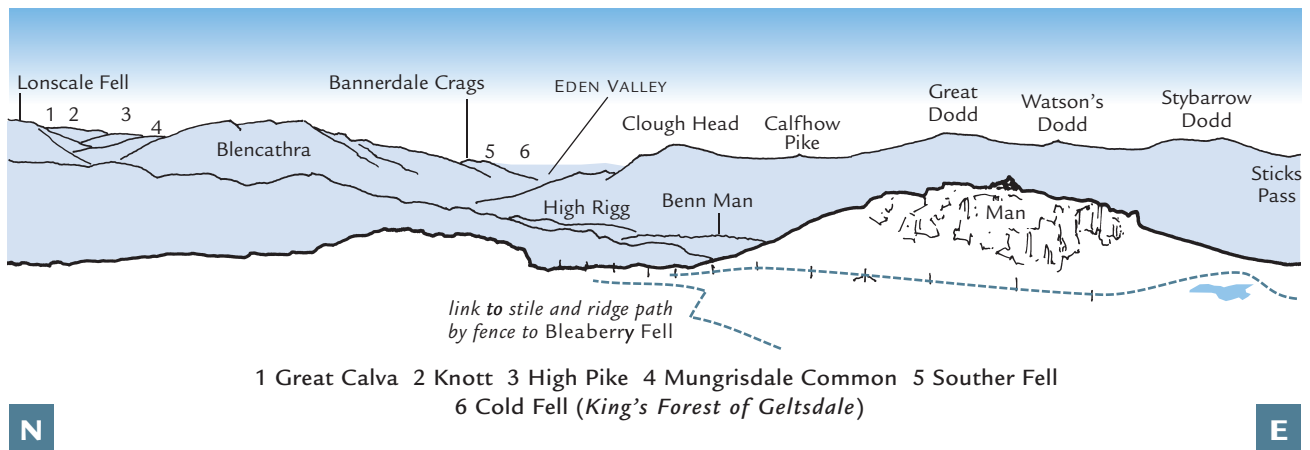 Lonscale Fell
1 2 3 4
Blencathra
Bannerdale Crags
5 6
EDEN VALLEY
Clough Head
Calfhow
Pike
Great
Dodd
Watson's
Dodd
Stybarrow
Dodd
Sticks
Pass
High Rigg
Benn Man
Man
link to stile and ridge path
by fence to Bleaberry Fell
1 Great Calva 2 Knott 3 High Pike 4 Mungrisdale Common 5 Souther Fell
6 Cold Fell (King's Forest of Geltsdale)
N
E